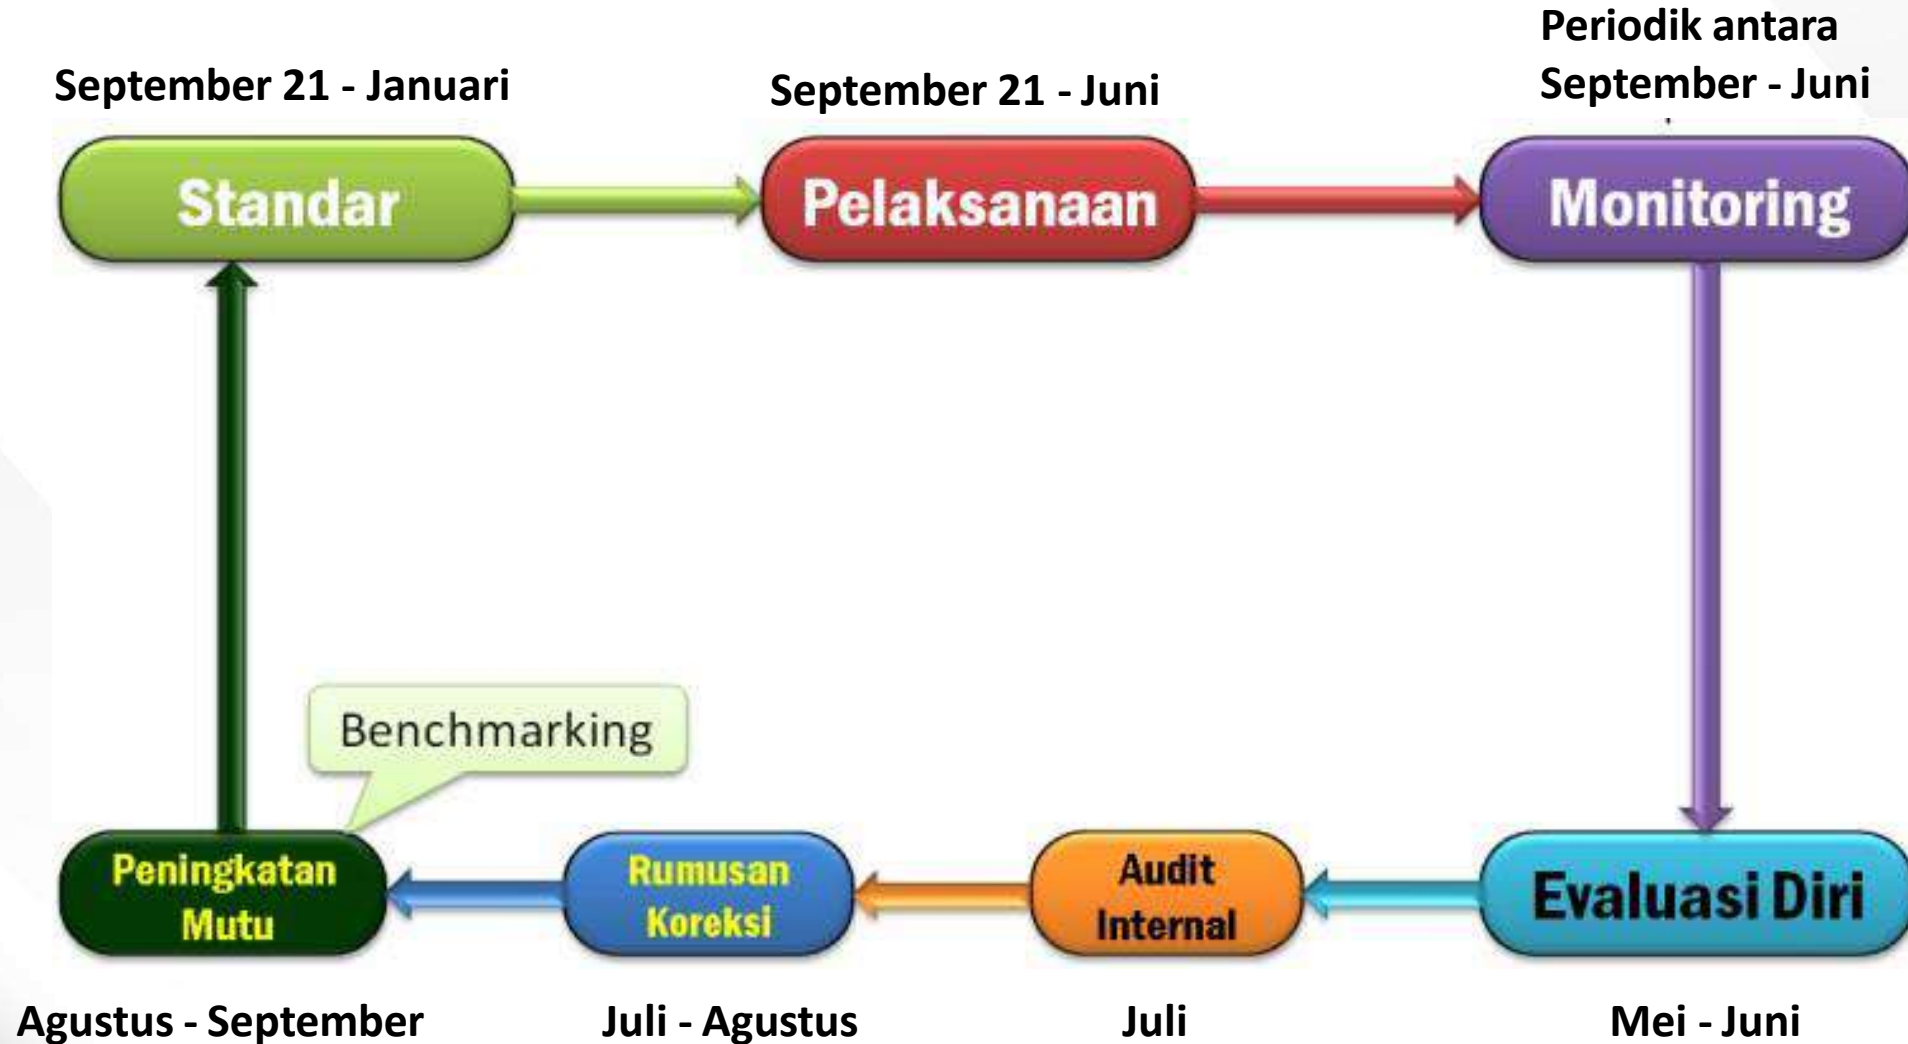 Periodik antara
September - Juni
September 21 - Januari
September 21 - Juni
Standar
Pelaksanaan
Monitoring
Benchmarking
Peningkatan
Mutu
Rumusan
Koreksi
Audit
Internal
Evaluasi Diri
Agustus - September
Juli - Agustus
Juli
Mei - Juni